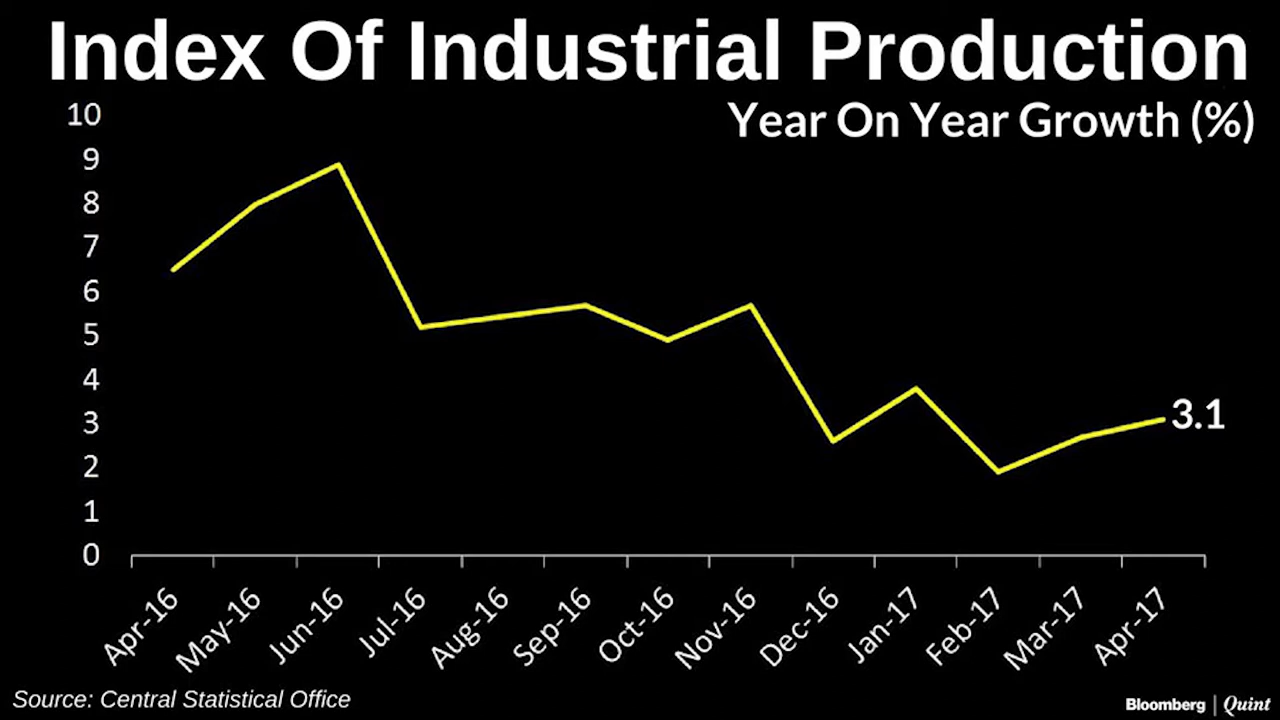 Index Of Industrial Production
Year On Year Growth (%)
10
9
8
7
6
5
4
3
2
1
0
3.1
Apr-16
May-16
Jun-16
Jul-16
Aug-16
Sep-16
Oct-16
Nov-16
Dec-16
Jan-17
Feb-17
Mar-17
Apr-17
Source: Central Statistical Office
Bloomberg | Quint